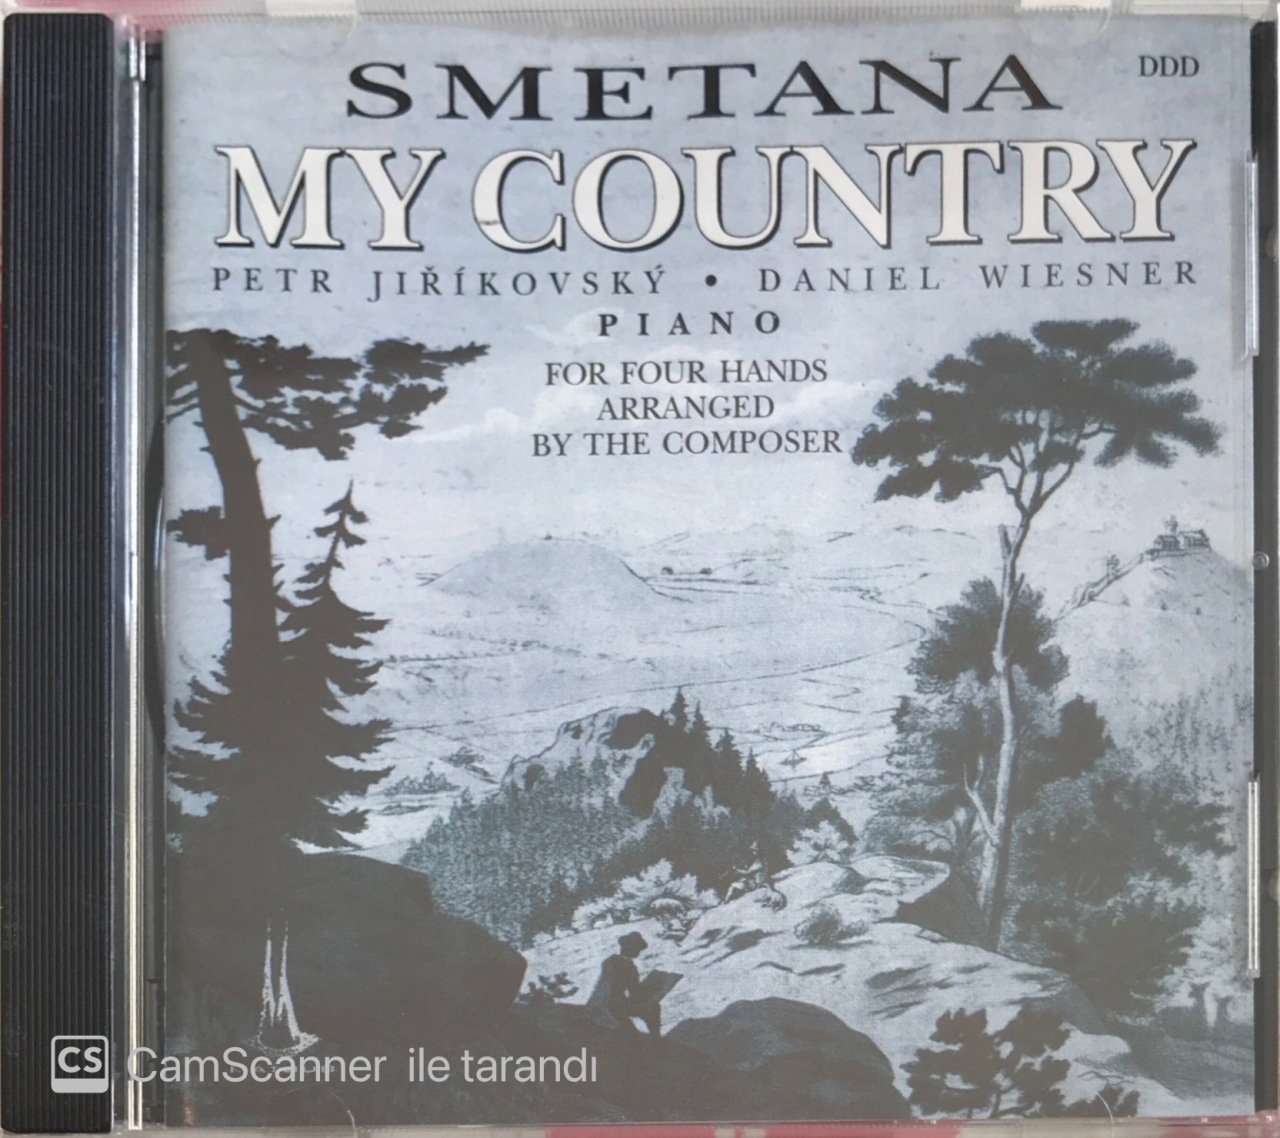 SMETANA
DDD
MY COUNTRY
PETR JIŘÍKOVSKÝ • DANIEL WIESNER
PIANO
FOR FOUR HANDS
ARRANGED
BY THE COMPOSER
CS CamScanner ile tarandı